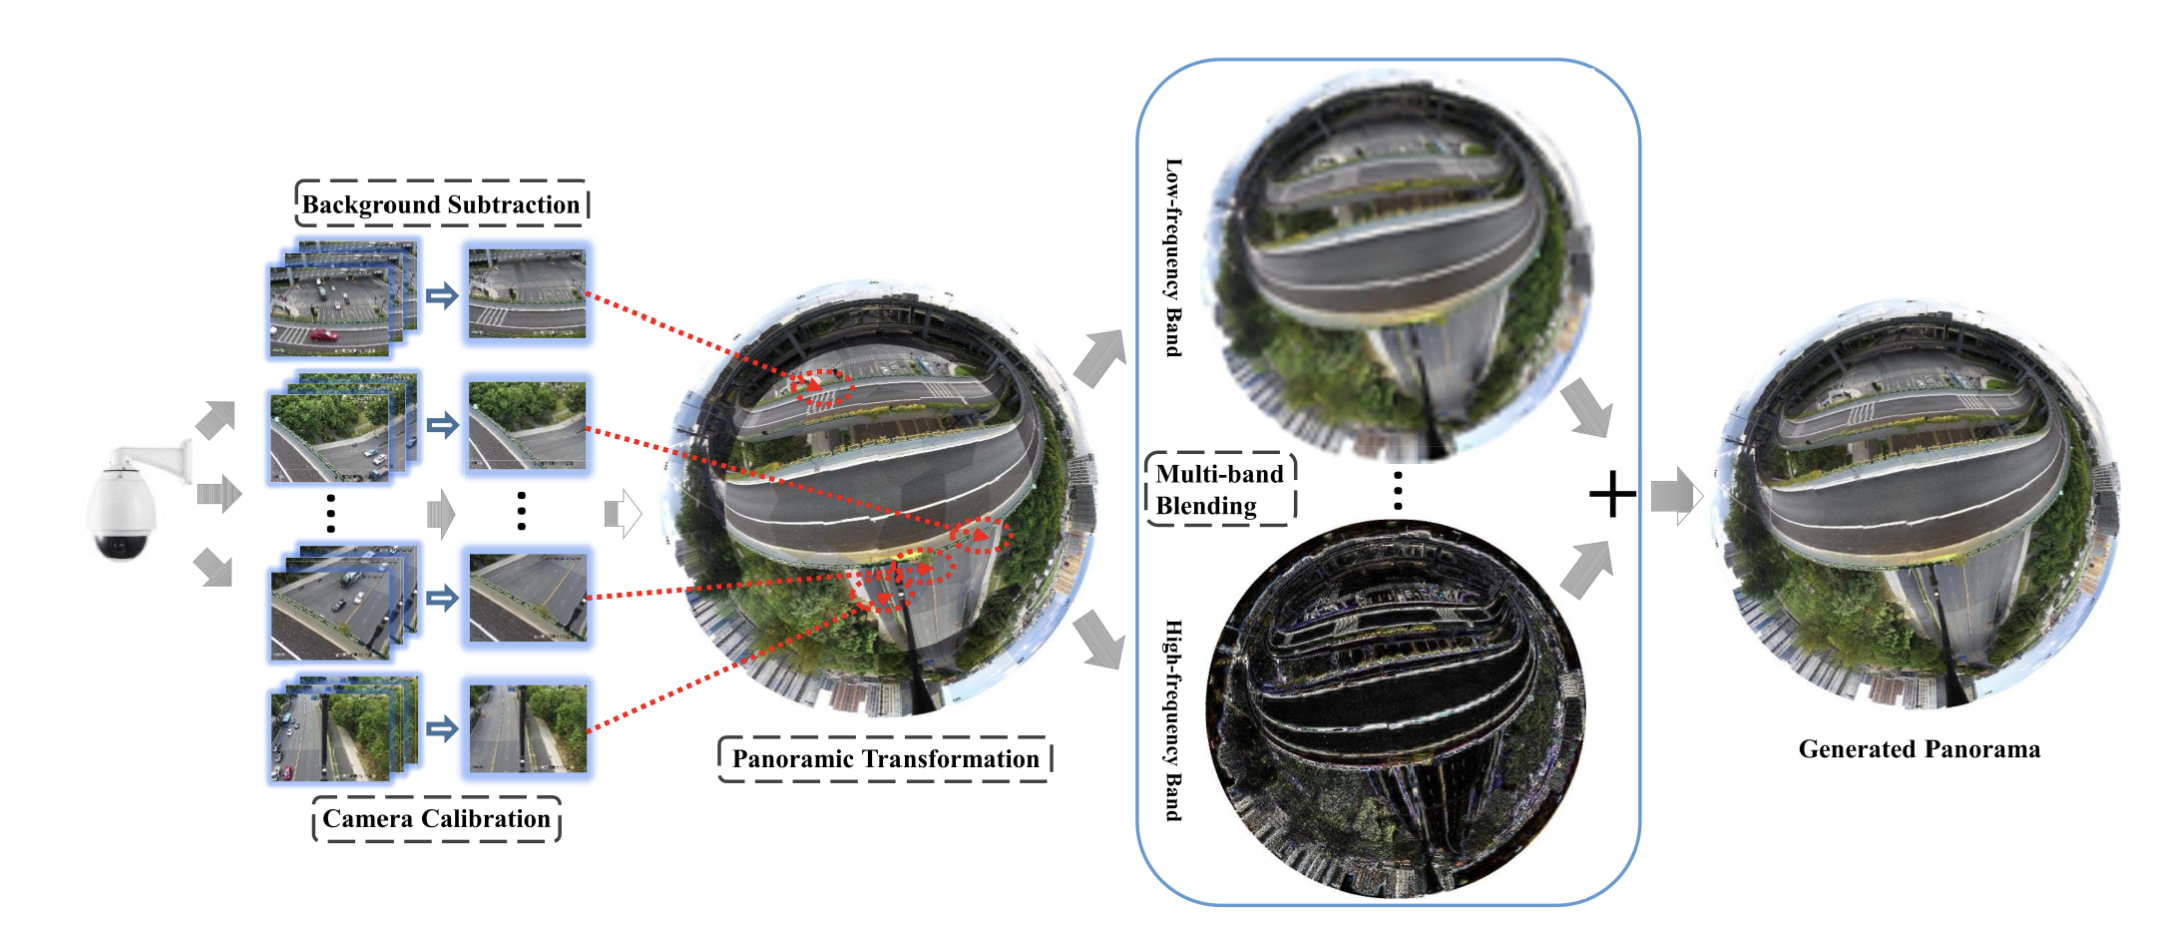 Background Subtraction
Camera Calibration
Panoramic Transformation
Low-frequency Band
Multi-band
Blending
High-frequency Band
Generated Panorama